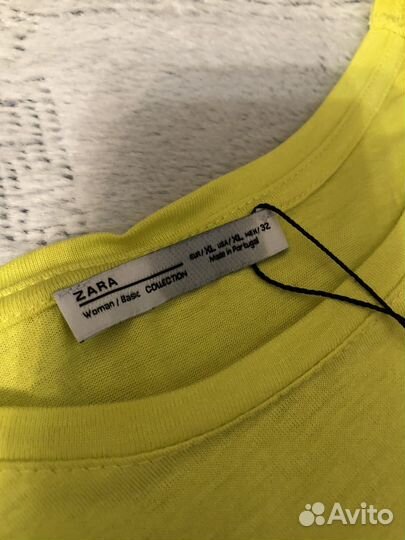 ZARA
Woman / Basic COLLECTION
EUR/XL USA/XL MEX/32
Made in Portugal
Avito